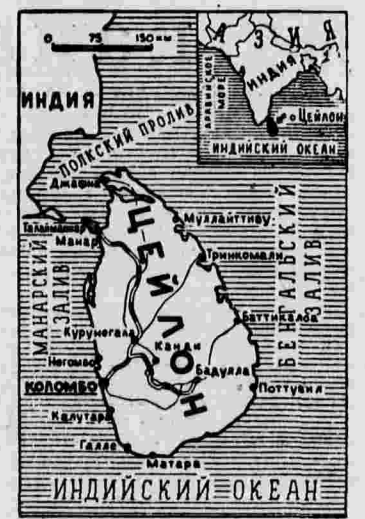 0 75 150 км
АЗИЯ
ИНДИЯ
АРАВИЙСКОЕ
МОРЕ
о. ЦЕЙЛОН
ИНДИЙСКИЙ ОКЕАН
ИНДИЯ
ПОЛКСКИЙ ПРОЛИВ
Джафна
Талайманнар
Манар
МАНАРСКИЙ
ЗАЛИВ
Муллайттиву
Тринкомали
БЕНГАЛЬСКИЙ
ЗАЛИВ
ЦЕЙЛОН
Баттикалоа
Курунегала
Канди
Негомбо
Бадулла
КОЛОМБО
Поттувил
Калутара
Галле
Матара
ИНДИЙСКИЙ ОКЕАН